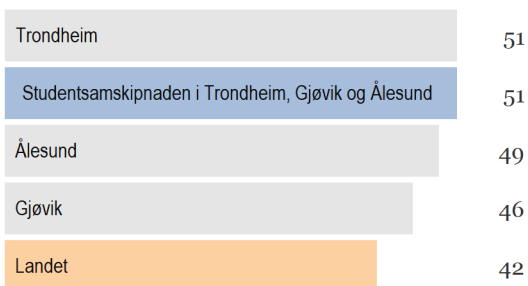 Trondheim 51
Studentsamskipnaden i Trondheim, Gjøvik og Ålesund 51
Ålesund 49
Gjøvik 46
Landet 42